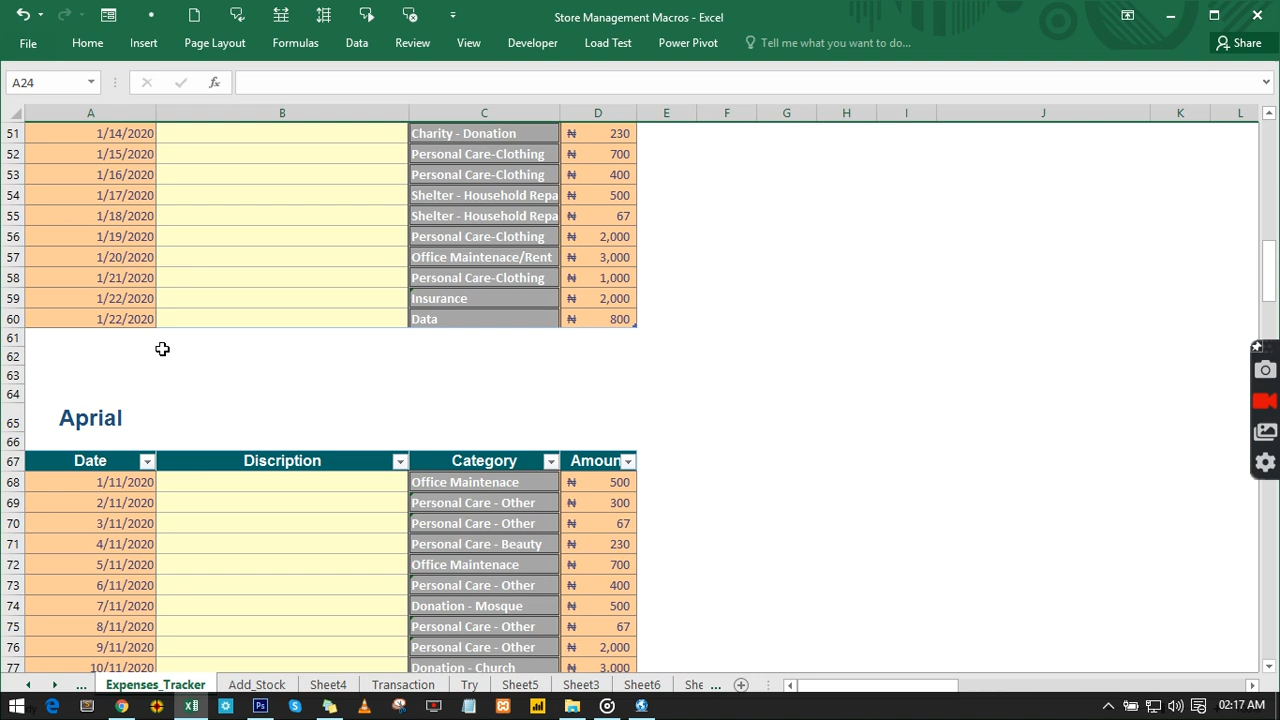 Store Management Macros - Excel
File Home Insert Page Layout Formulas Data Review View Developer Load Test Power Pivot Tell me what you want to do... Share
A24 fx
A B C D E F G H I J K L
51 1/14/2020 Charity - Donation ₦ 230
52 1/15/2020 Personal Care-Clothing ₦ 700
53 1/16/2020 Personal Care-Clothing ₦ 400
54 1/17/2020 Shelter - Household Repa ₦ 500
55 1/18/2020 Shelter - Household Repa ₦ 67
56 1/19/2020 Personal Care-Clothing ₦ 2,000
57 1/20/2020 Office Maintenace/Rent ₦ 3,000
58 1/21/2020 Personal Care-Clothing ₦ 1,000
59 1/22/2020 Insurance ₦ 2,000
60 1/22/2020 Data ₦ 800
61
62
63
64
65 Aprial
66
67 Date Discription Category Amoun
68 1/11/2020 Office Maintenace ₦ 500
69 2/11/2020 Personal Care - Other ₦ 300
70 3/11/2020 Personal Care - Other ₦ 67
71 4/11/2020 Personal Care - Beauty ₦ 230
72 5/11/2020 Office Maintenace ₦ 700
73 6/11/2020 Personal Care - Other ₦ 400
74 7/11/2020 Donation - Mosque ₦ 500
75 8/11/2020 Personal Care - Other ₦ 67
76 9/11/2020 Personal Care - Other ₦ 2,000
77 10/11/2020 Donation - Church ₦ 3,000
... Expenses_Tracker Add_Stock Sheet4 Transaction Try Sheet5 Sheet3 Sheet6 She ...
02:17 AM